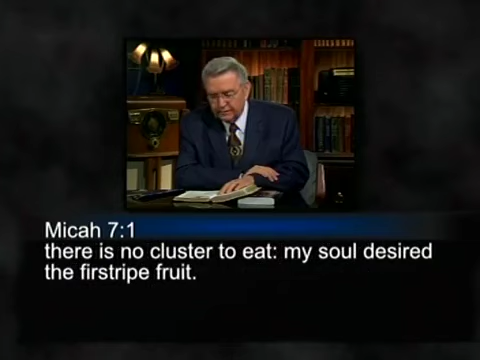 Micah 7:1
there is no cluster to eat: my soul desired
the firstripe fruit.